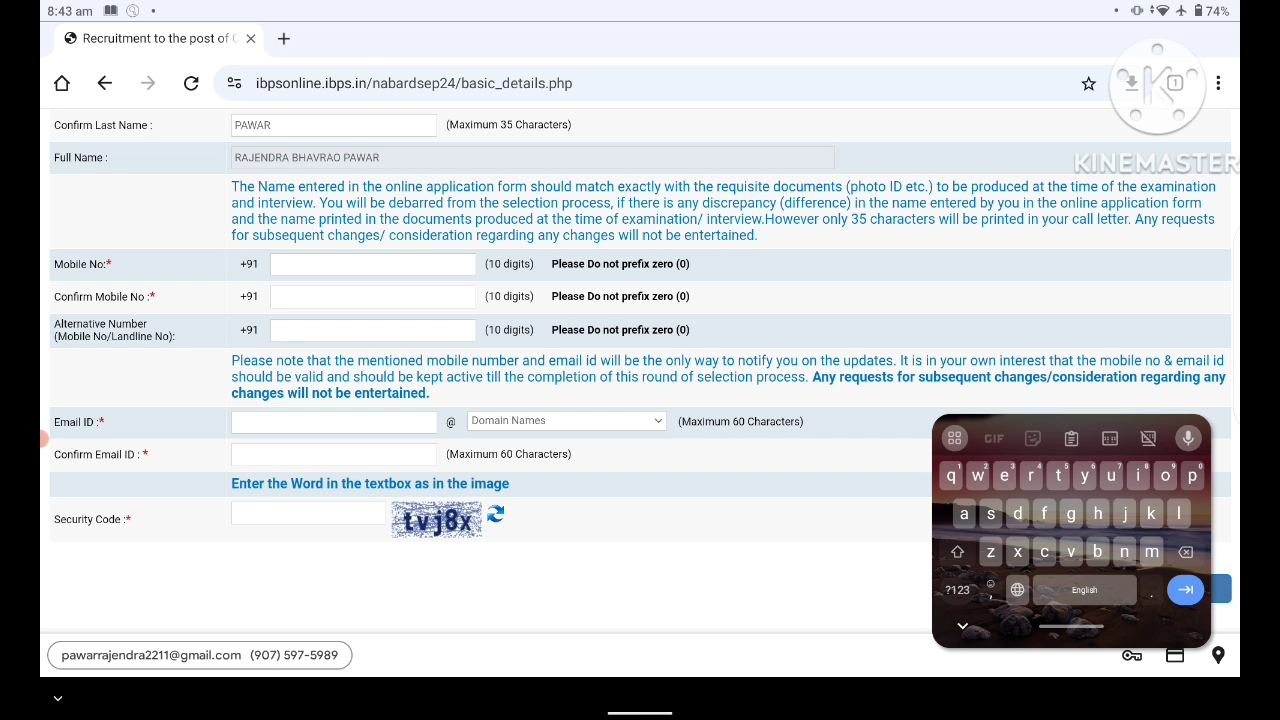 8:43 am
74%
Recruitment to the post of
ibpsonline.ibps.in/nabardsep24/basic_details.php
1
KINEMASTER
Confirm Last Name : PAWAR (Maximum 35 Characters)
Full Name : RAJENDRA BHAVRAO PAWAR
The Name entered in the online application form should match exactly with the requisite documents (photo ID etc.) to be produced at the time of the examination
and interview. You will be debarred from the selection process, if there is any discrepancy (difference) in the name entered by you in the online application form
and the name printed in the documents produced at the time of examination/ interview.However only 35 characters will be printed in your call letter. Any requests
for subsequent changes/ consideration regarding any changes will not be entertained.
Mobile No:* +91 (10 digits) Please Do not prefix zero (0)
Confirm Mobile No :* +91 (10 digits) Please Do not prefix zero (0)
Alternative Number
(Mobile No/Landline No): +91 (10 digits) Please Do not prefix zero (0)
Please note that the mentioned mobile number and email id will be the only way to notify you on the updates. It is in your own interest that the mobile no & email id
should be valid and should be kept active till the completion of this round of selection process. Any requests for subsequent changes/consideration regarding any
changes will not be entertained.
Email ID :* @ Domain Names (Maximum 60 Characters)
Confirm Email ID : * (Maximum 60 Characters)
Enter the Word in the textbox as in the image
Security Code :* tvj8x
GIF
q1 w2 e3 r4 t5 y6 u7 i8 o9 p0
a s d f g h j k l
z x c v b n m
?123 , English .
pawarrajendra2211@gmail.com (907) 597-5989